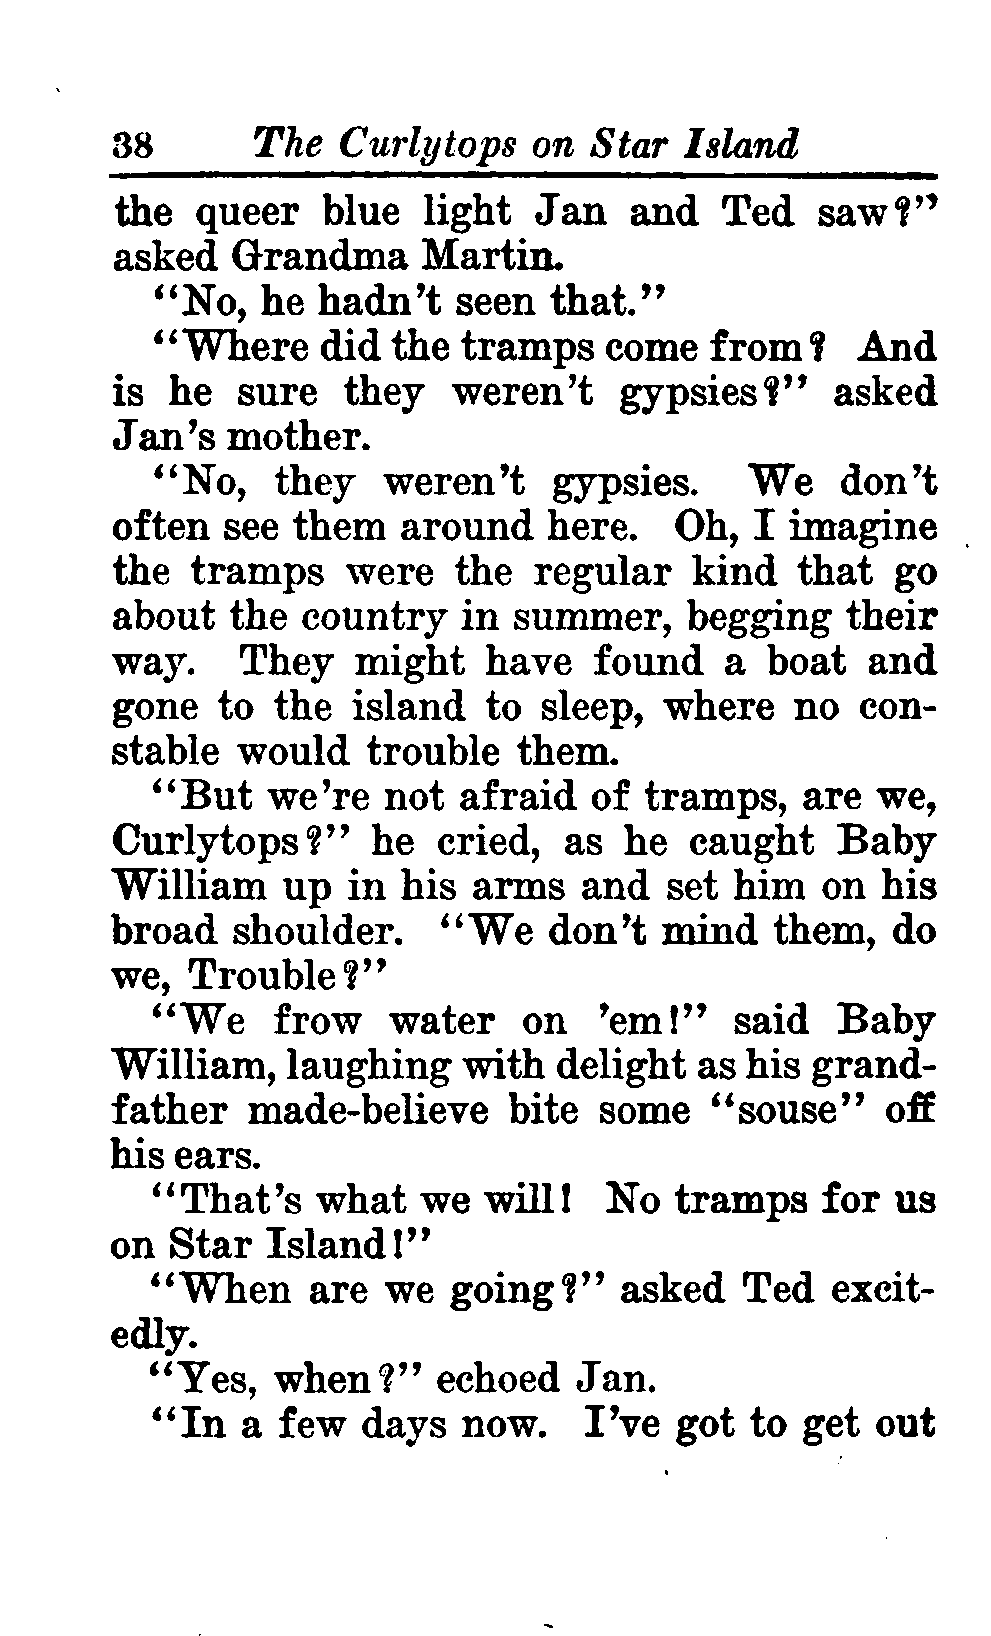 38 The Curlytops on Star Island
the queer blue light Jan and Ted saw?"
asked Grandma Martin.
"No, he hadn't seen that."
"Where did the tramps come from? And
is he sure they weren't gypsies?" asked
Jan's mother.
"No, they weren't gypsies. We don't
often see them around here. Oh, I imagine
the tramps were the regular kind that go
about the country in summer, begging their
way. They might have found a boat and
gone to the island to sleep, where no con-
stable would trouble them.
"But we're not afraid of tramps, are we,
Curlytops?" he cried, as he caught Baby
William up in his arms and set him on his
broad shoulder. "We don't mind them, do
we, Trouble?"
"We frow water on 'em!" said Baby
William, laughing with delight as his grand-
father made-believe bite some "souse" off
his ears.
"That's what we will! No tramps for us
on Star Island!"
"When are we going?" asked Ted excit-
edly.
"Yes, when?" echoed Jan.
"In a few days now. I've got to get out